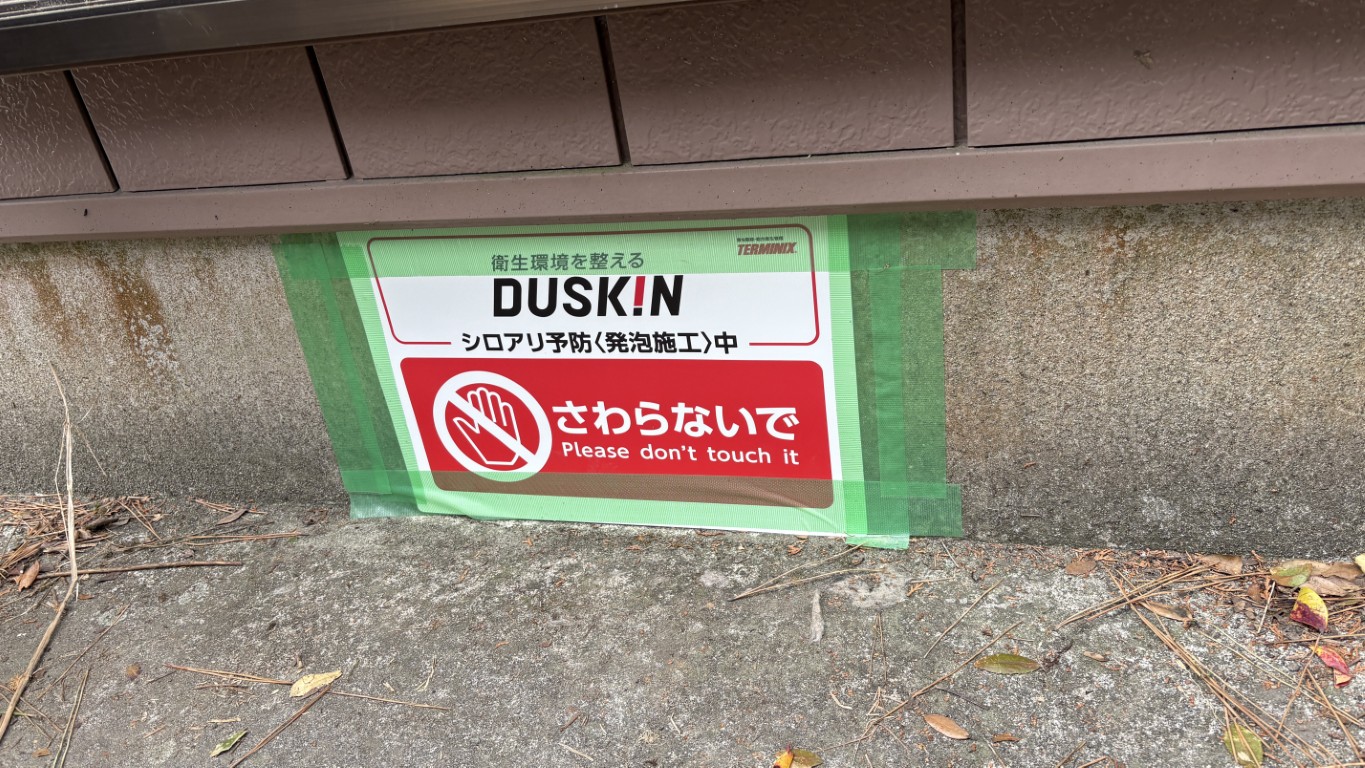 TERMINIX
衛生環境を整える
DUSK!N
シロアリ予防〈発泡施工〉中
さわらないで
Please don't touch it